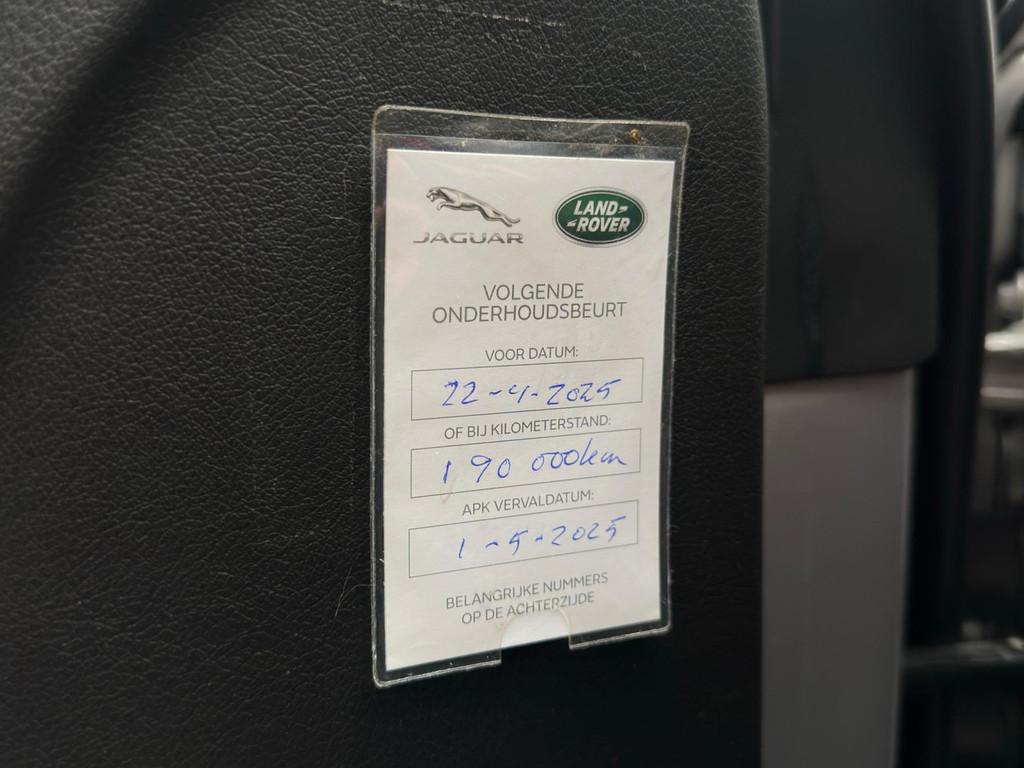 JAGUAR
LAND-
ROVER
VOLGENDE
ONDERHOUDSBEURT
VOOR DATUM:
22-4-2025
OF BIJ KILOMETERSTAND:
190 000km
APK VERVALDATUM:
1-5-2025
BELANGRIJKE NUMMERS
OP DE ACHTERZIJDE